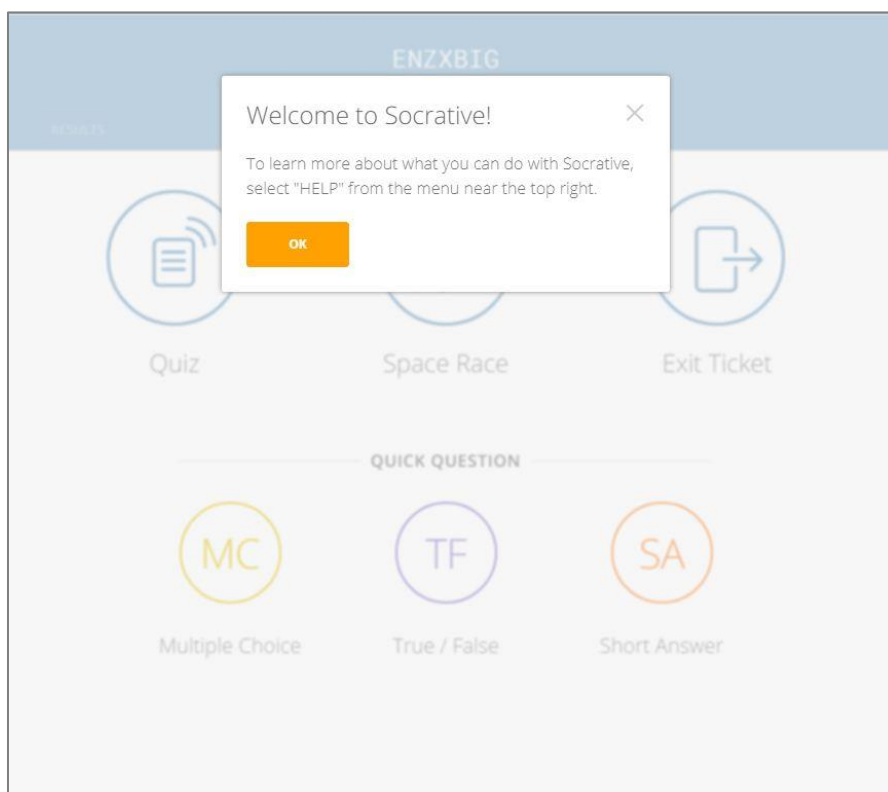 ENZXBIG
Welcome to Socrative!
To learn more about what you can do with Socrative,
select "HELP" from the menu near the top right.
OK
RESULTS
Quiz
Space Race
Exit Ticket
QUICK QUESTION
MC
TF
SA
Multiple Choice
True / False
Short Answer